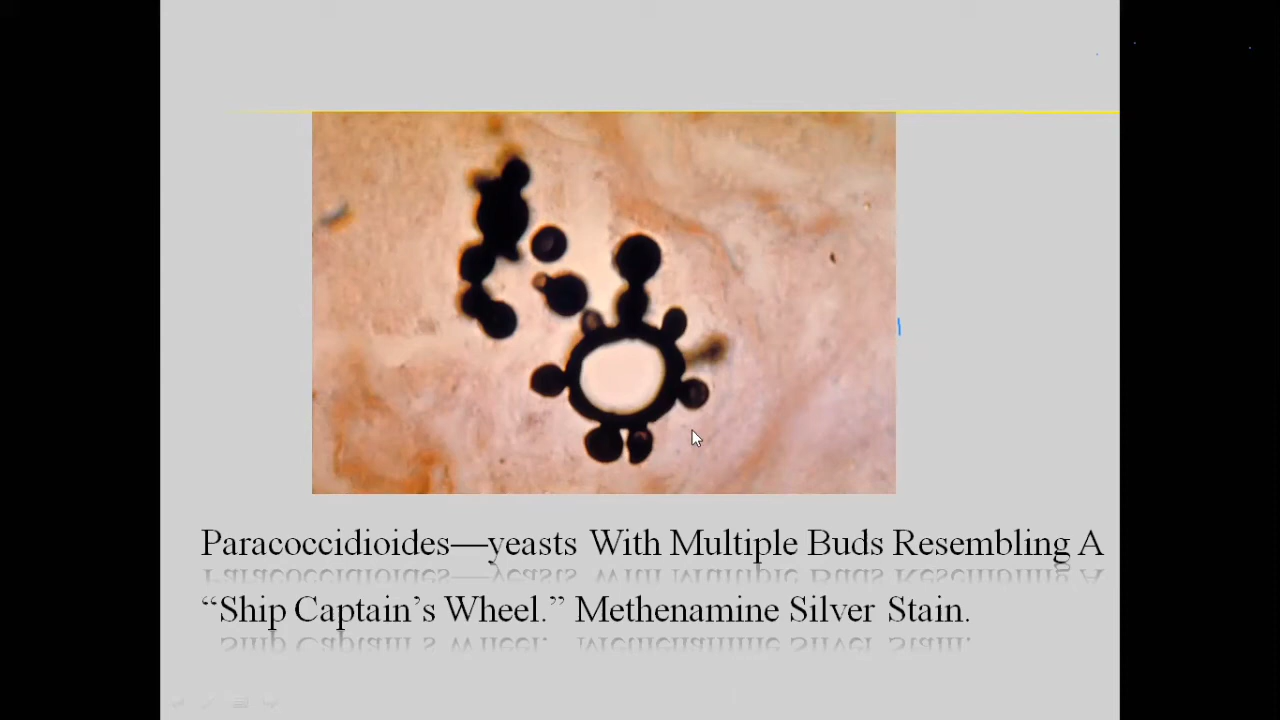 Paracoccidioides—yeasts With Multiple Buds Resembling A
“Ship Captain’s Wheel.” Methenamine Silver Stain.